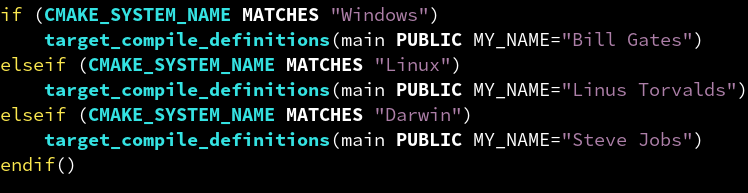 if (CMAKE_SYSTEM_NAME MATCHES "Windows")
    target_compile_definitions(main PUBLIC MY_NAME="Bill Gates")
elseif (CMAKE_SYSTEM_NAME MATCHES "Linux")
    target_compile_definitions(main PUBLIC MY_NAME="Linus Torvalds")
elseif (CMAKE_SYSTEM_NAME MATCHES "Darwin")
    target_compile_definitions(main PUBLIC MY_NAME="Steve Jobs")
endif()